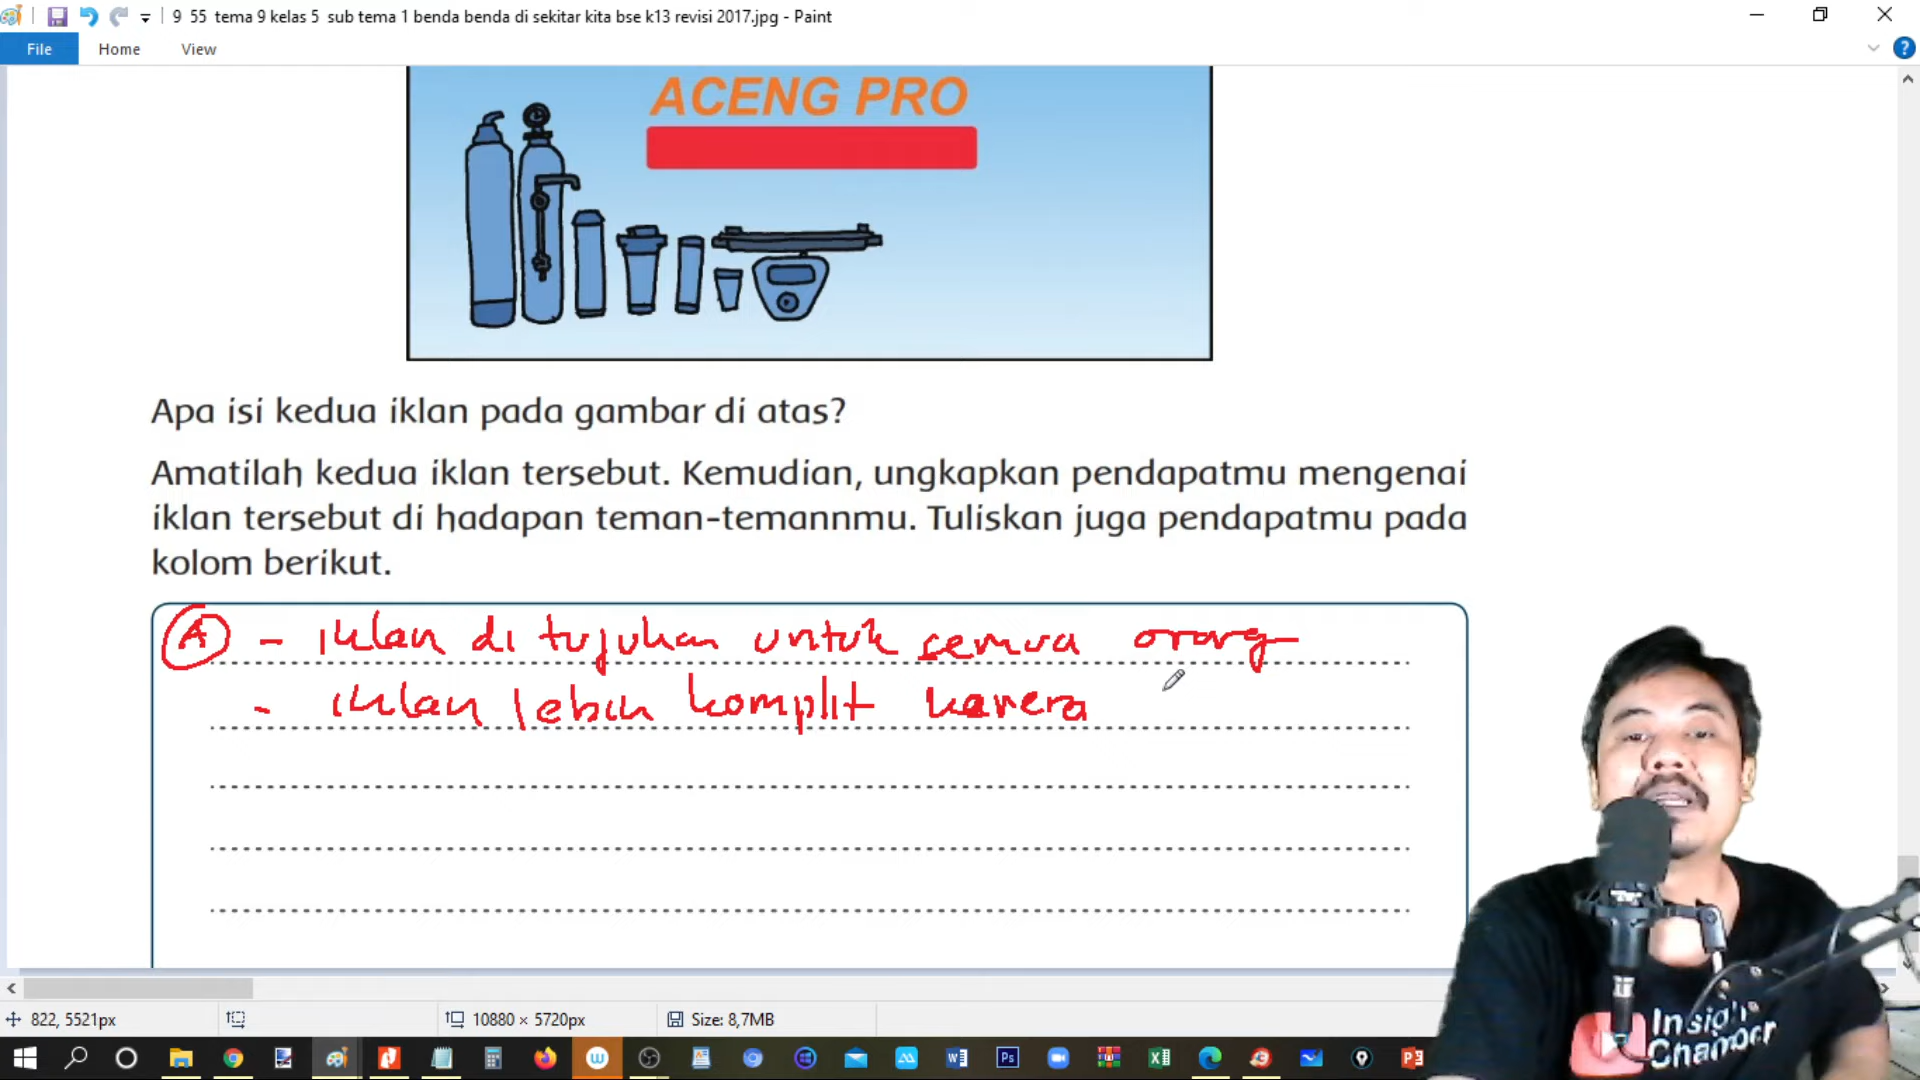 9 55 tema 9 kelas 5 sub tema 1 benda benda di sekitar kita bse k13 revisi 2017.jpg - Paint
File Home View
ACENG PRO
Apa isi kedua iklan pada gambar di atas?
Amatilah kedua iklan tersebut. Kemudian, ungkapkan pendapatmu mengenai
iklan tersebut di hadapan teman-temannmu. Tuliskan juga pendapatmu pada
kolom berikut.
A - iklan di tujukan untuk semua orang
- iklan lebih komplit karena
822, 5521px 10880 × 5720px Size: 8,7MB
Insight
Channel